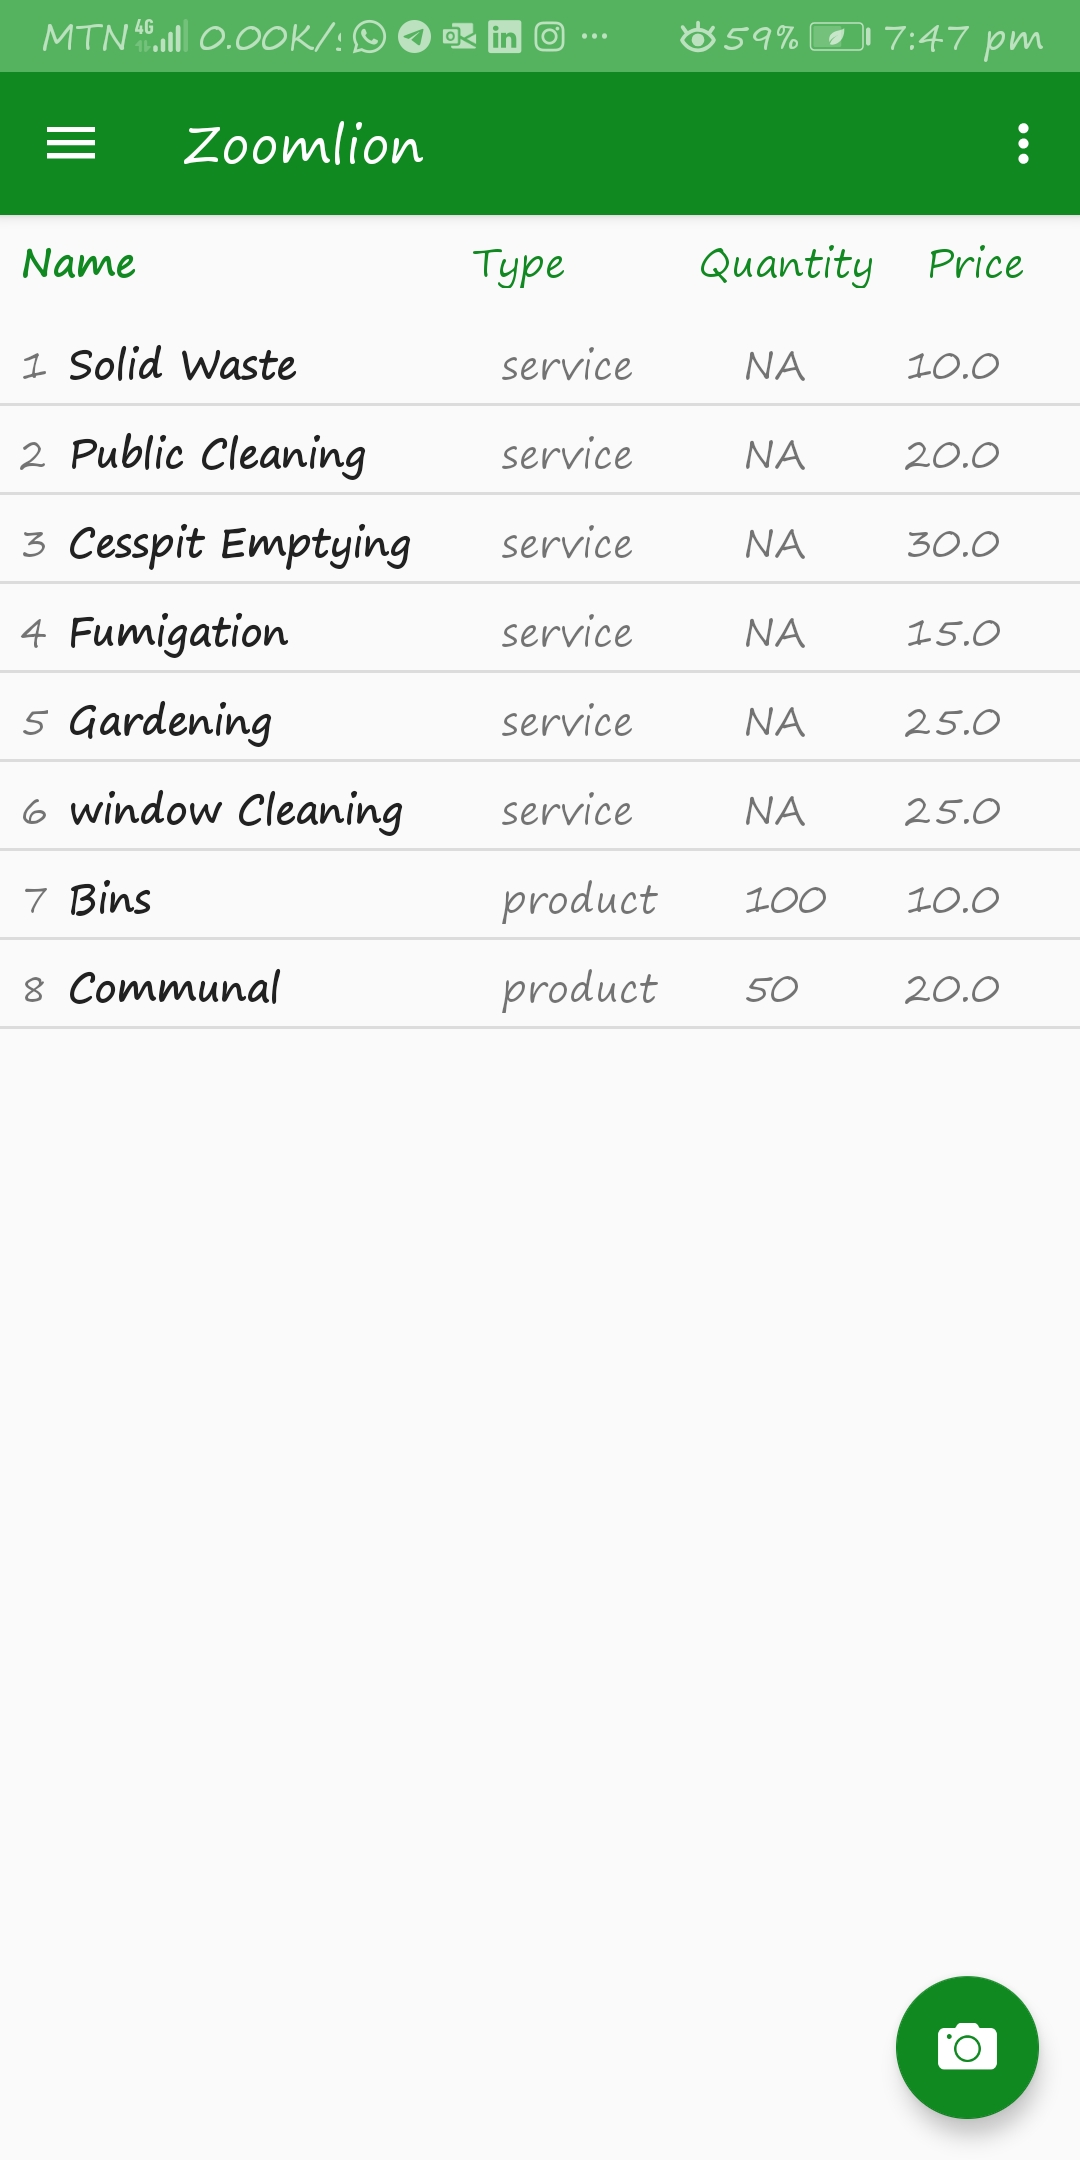 MTN 4G 0.00K/s 59% 7:47 pm
Zoomlion
Name Type Quantity Price
1 Solid Waste service NA 10.0
2 Public Cleaning service NA 20.0
3 Cesspit Emptying service NA 30.0
4 Fumigation service NA 15.0
5 Gardening service NA 25.0
6 window Cleaning service NA 25.0
7 Bins product 100 10.0
8 Communal product 50 20.0